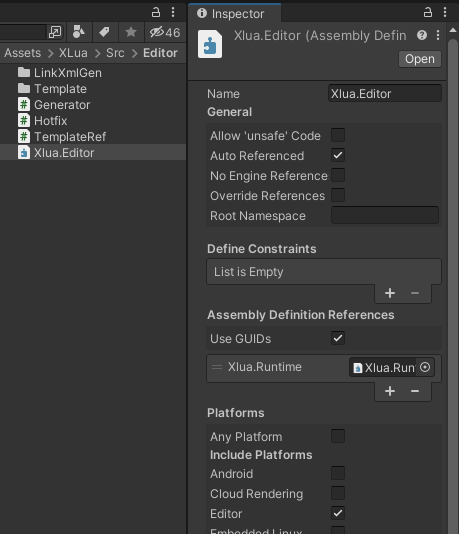 46
Assets > XLua > Src > Editor
LinkXmlGen
Template
Generator
Hotfix
TemplateRef
Xlua.Editor
Inspector
Xlua.Editor (Assembly Defin
Open
Name Xlua.Editor
General
Allow 'unsafe' Code
Auto Referenced
No Engine Reference
Override References
Root Namespace
Define Constraints
List is Empty
+ −
Assembly Definition References
Use GUIDs
Xlua.Runtime Xlua.Run
+ −
Platforms
Any Platform
Include Platforms
Android
Cloud Rendering
Editor
Embedded Linux